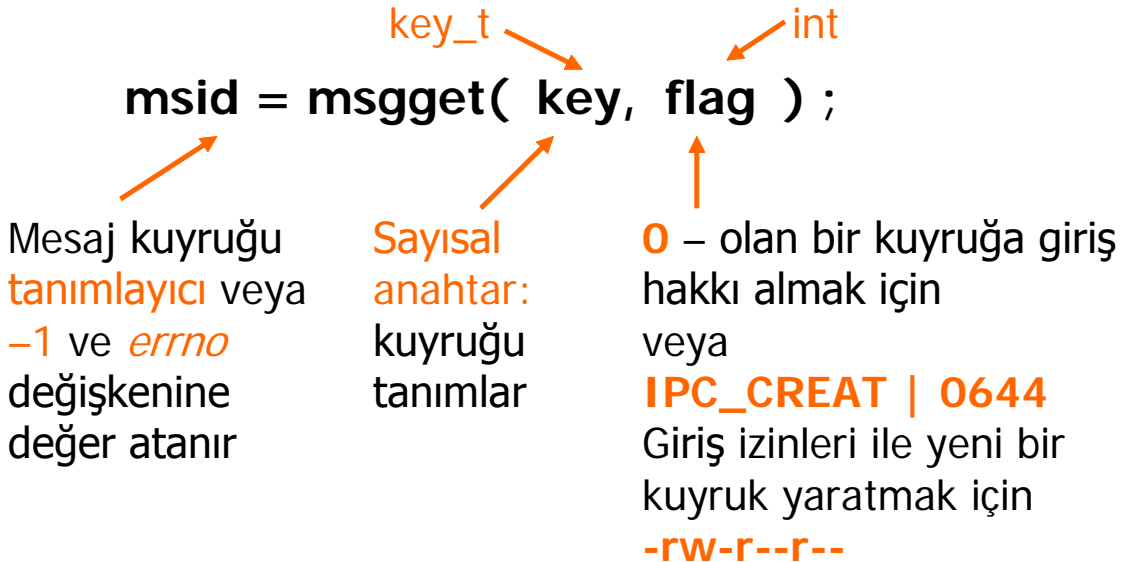 key_t int
msid = msgget( key, flag ) ;
Mesaj kuyruğu
tanımlayıcı veya
–1 ve errno
değişkenine
değer atanır
Sayısal
anahtar:
kuyruğu
tanımlar
0 – olan bir kuyruğa giriş
hakkı almak için
veya
IPC_CREAT | 0644
Giriş izinleri ile yeni bir
kuyruk yaratmak için
-rw-r--r--